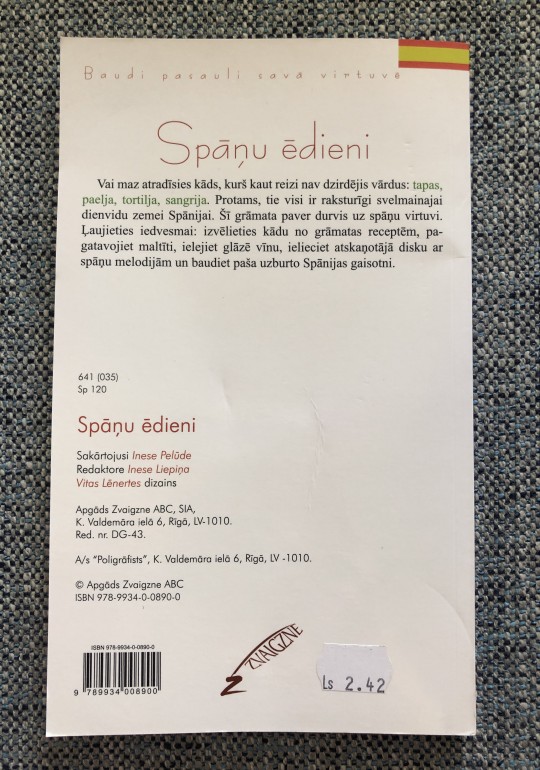 Baudi pasauli savā virtuvē
Spāņu ēdieni
Vai maz atradīsies kāds, kurš kaut reizi nav dzirdējis vārdus: tapas,
paelja, tortilja, sangrija. Protams, tie visi ir raksturīgi svelmainajai
dienvidu zemei Spānijai. Šī grāmata paver durvis uz spāņu virtuvi.
Ļaujieties iedvesmai: izvēlieties kādu no grāmatas receptēm, pa-
gatavojiet maltīti, ielejiet glāzē vīnu, ielieciet atskaņotājā disku ar
spāņu melodijām un baudiet paša uzburto Spānijas gaisotni.
641 (035)
Sp 120
Spāņu ēdieni
Sakārtojusi Inese Pelūde
Redaktore Inese Liepiņa
Vitas Lēnertes dizains
Apgāds Zvaigzne ABC, SIA,
K. Valdemāra ielā 6, Rīgā, LV-1010.
Red. nr. DG-43.
A/s “Poligrāfists”, K. Valdemāra ielā 6, Rīgā, LV -1010.
© Apgāds Zvaigzne ABC
ISBN 978-9934-0-0890-0
ISBN 978-9934-0-0890-0
9 789934 008900
ZVAIGZNE
Ls 2.42